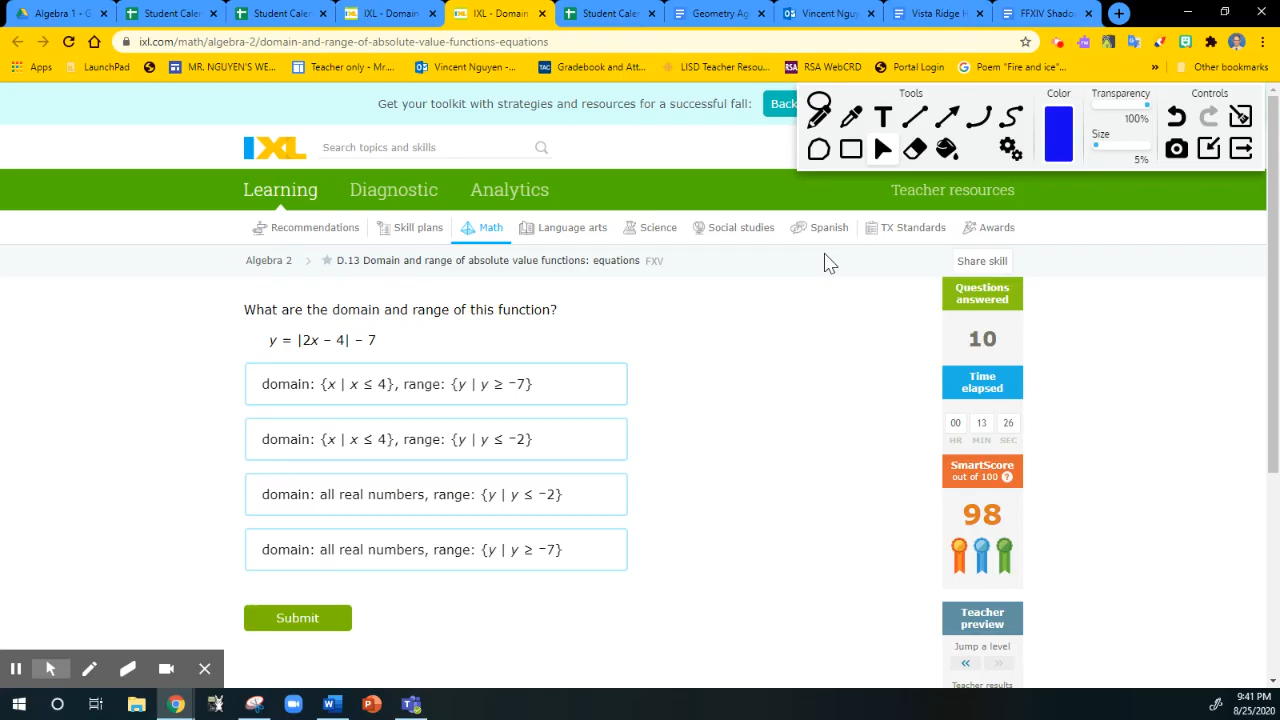 Algebra 1 - G
Student Caler
Student Caler
IXL - Domain
IXL - Domain
Student Caler
Geometry Ag
Vincent Nguy
Vista Ridge H
FFXIV Shado
ixl.com/math/algebra-2/domain-and-range-of-absolute-value-functions-equations
Apps
LaunchPad
MR. NGUYEN'S WE...
Teacher only - Mr....
Vincent Nguyen -...
TAC
Gradebook and Att...
LISD Teacher Resou...
RSA
RSA WebCRD
Portal Login
Poem "Fire and ice"...
»
Other bookmarks
Get your toolkit with strategies and resources for a successful fall:
Back
Tools
Color
Transparency
Controls
100%
Size
5%
T
IXL
Search topics and skills
Learning
Diagnostic
Analytics
Teacher resources
Recommendations
Skill plans
Math
Language arts
Science
Social studies
Spanish
TX Standards
Awards
Algebra 2 > D.13 Domain and range of absolute value functions: equations FXV
Share skill
What are the domain and range of this function?
y = |2x − 4| − 7
domain: {x | x ≤ 4}, range: {y | y ≥ ⁻7}
domain: {x | x ≤ 4}, range: {y | y ≤ ⁻2}
domain: all real numbers, range: {y | y ≤ ⁻2}
domain: all real numbers, range: {y | y ≥ ⁻7}
Submit
Questions
answered
10
Time
elapsed
00 13 26
HR MIN SEC
SmartScore
out of 100 ?
98
Teacher
preview
Jump a level
« »
Teacher results
9:41 PM
8/25/2020